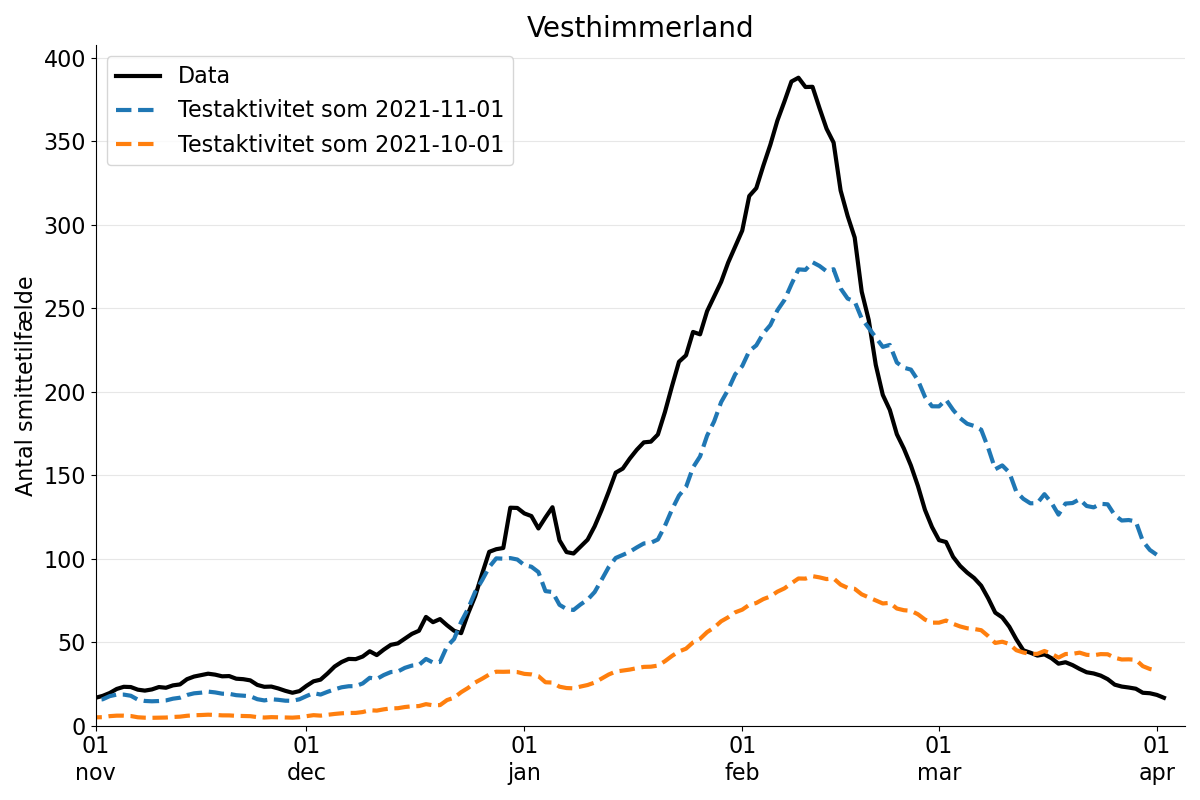 Vesthimmerland
400
350
300
250
200
150
100
50
0
Antal smittetilfælde
Data
Testaktivitet som 2021-11-01
Testaktivitet som 2021-10-01
01 01 01 01 01 01
nov dec jan feb mar apr